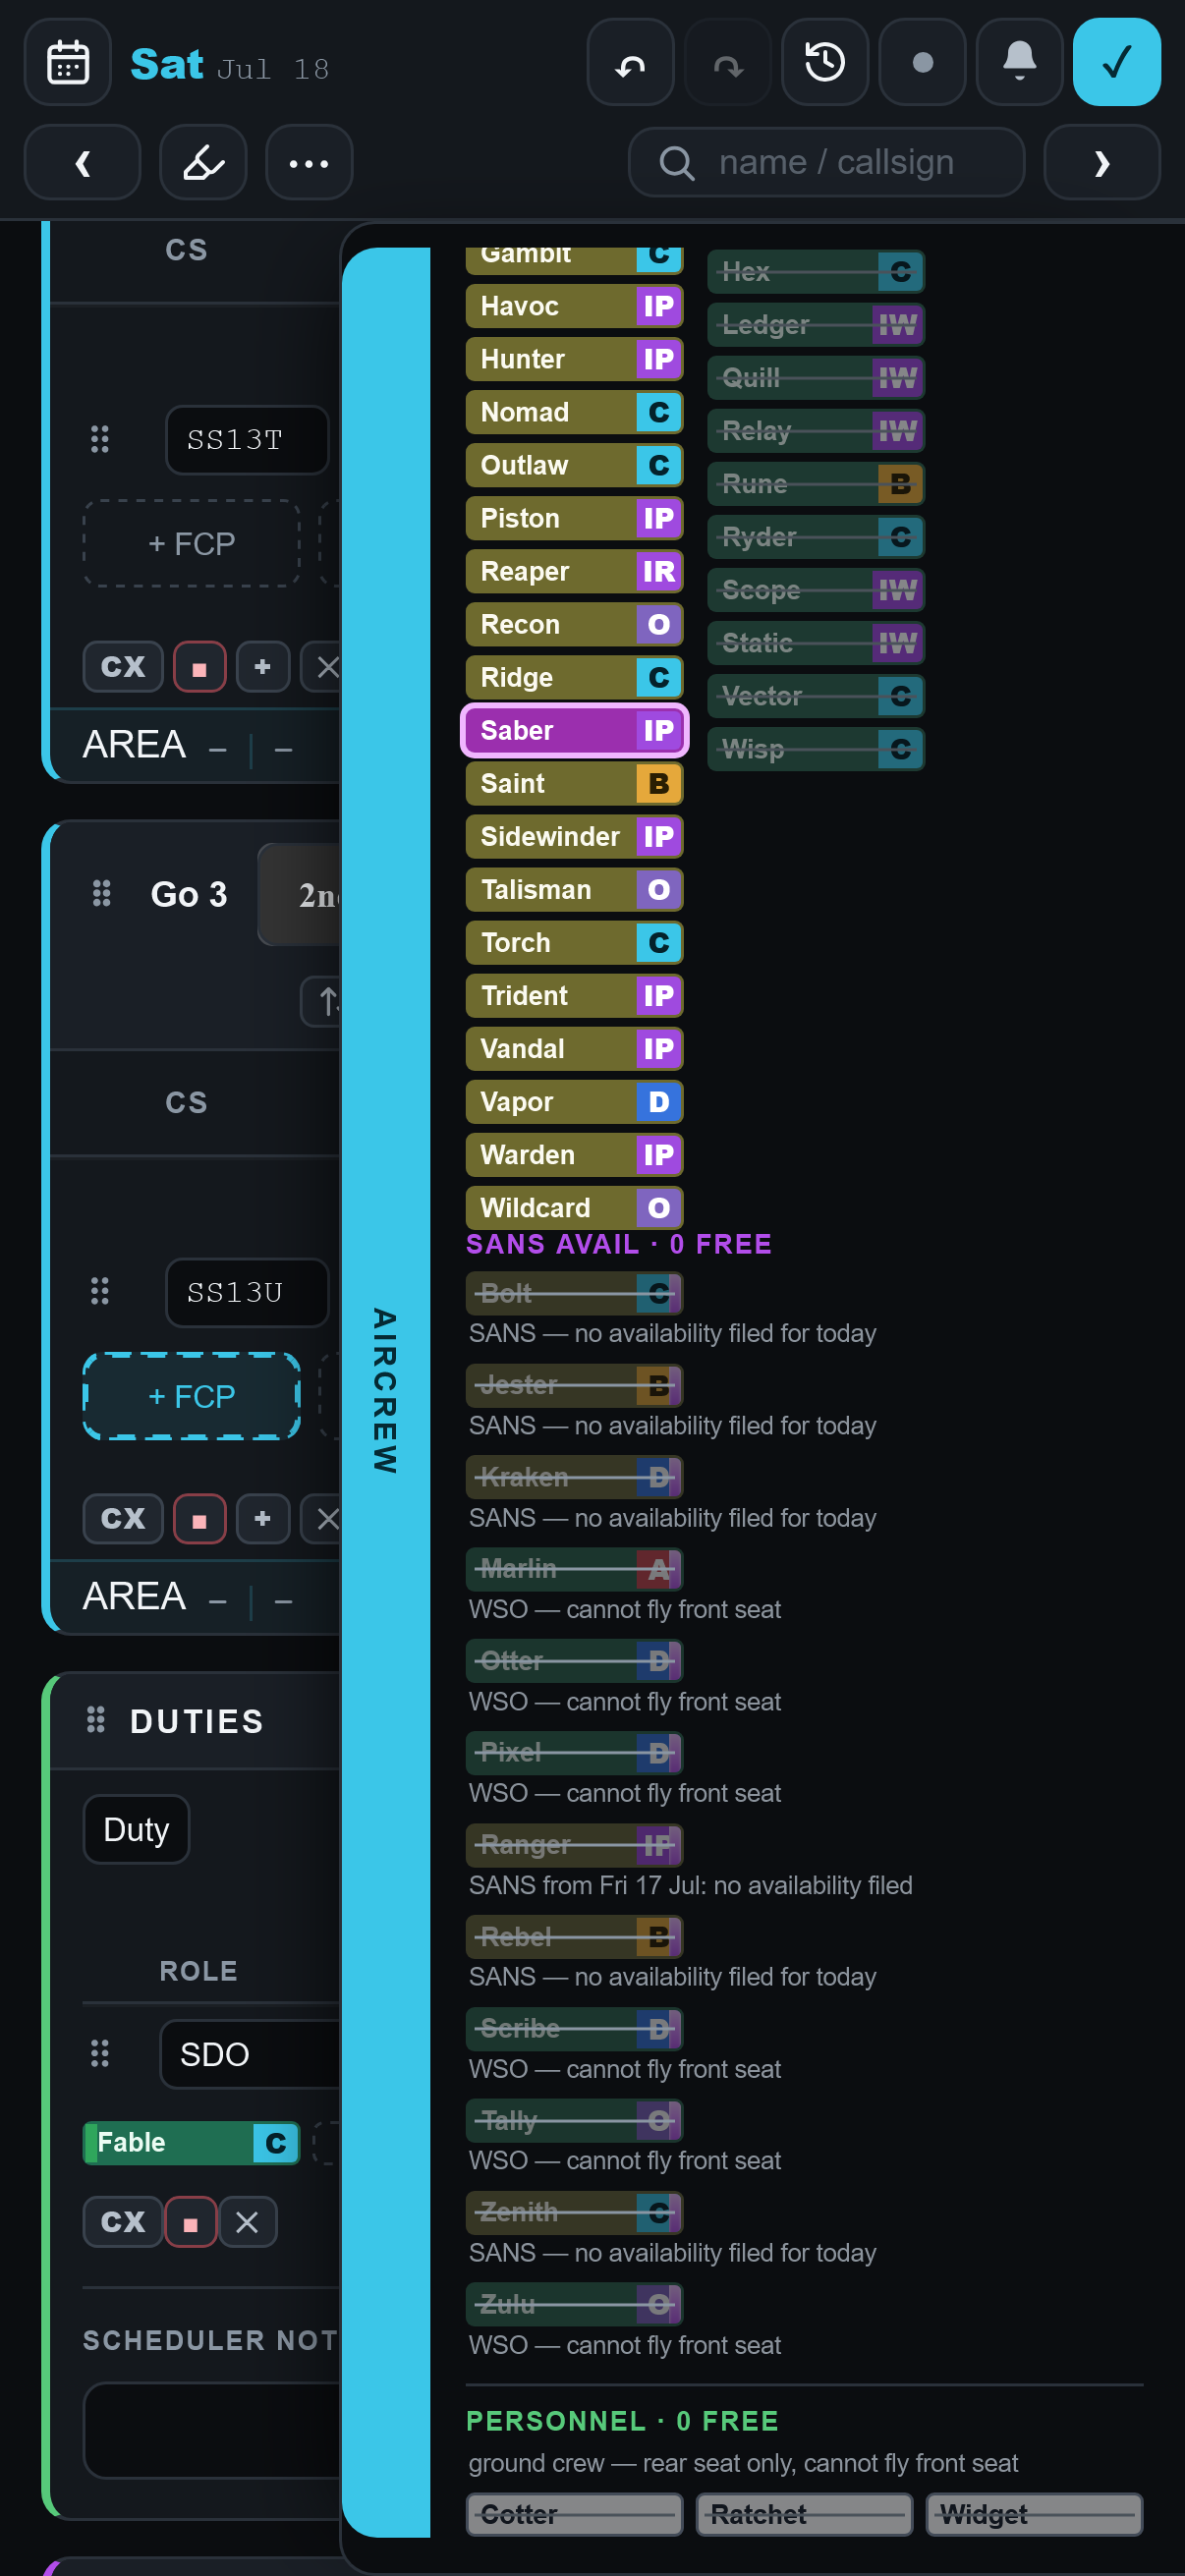 Sat Jul 18
name / callsign
CS
SS13T
+ FCP
CX
AREA – | –
Go 3
CS
SS13U
+ FCP
CX
AREA – | –
DUTIES
Duty
ROLE
SDO
Fable C
CX
SCHEDULER NOT
AIRCREW
Gambit C
Havoc IP
Hunter IP
Nomad C
Outlaw C
Piston IP
Reaper IR
Recon O
Ridge C
Saber IP
Saint B
Sidewinder IP
Talisman O
Torch C
Trident IP
Vandal IP
Vapor D
Warden IP
Wildcard O
Hex C
Ledger IW
Quill IW
Relay IW
Rune B
Ryder C
Scope IW
Static IW
Vector C
Wisp C
SANS AVAIL · 0 FREE
Bolt C
SANS — no availability filed for today
Jester B
SANS — no availability filed for today
Kraken D
SANS — no availability filed for today
Marlin A
WSO — cannot fly front seat
Otter D
WSO — cannot fly front seat
Pixel D
WSO — cannot fly front seat
Ranger IP
SANS from Fri 17 Jul: no availability filed
Rebel B
SANS — no availability filed for today
Scribe D
WSO — cannot fly front seat
Tally O
WSO — cannot fly front seat
Zenith C
SANS — no availability filed for today
Zulu O
WSO — cannot fly front seat
PERSONNEL · 0 FREE
ground crew — rear seat only, cannot fly front seat
Cotter Ratchet Widget